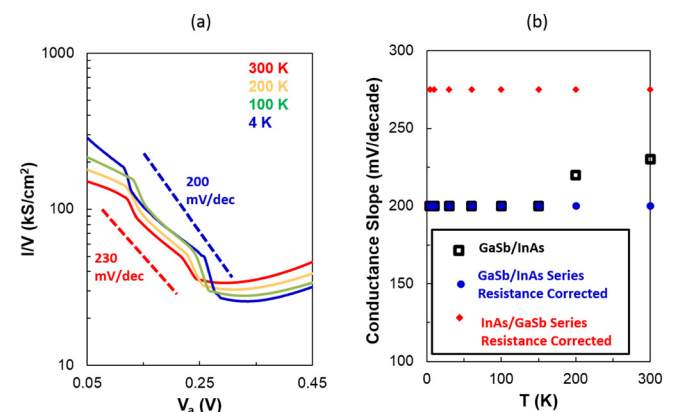 (a)
I/V (KS/cm²)
1000
100
10
300 K
200 K
100 K
4 K
200
mV/dec
230
mV/dec
0.05
0.25
0.45
Vₐ (V)
(b)
Conductance Slope (mV/decade)
300
250
200
150
100
GaSb/InAs
GaSb/InAs Series
Resistance Corrected
InAs/GaSb Series
Resistance Corrected
0
100
200
300
T (K)